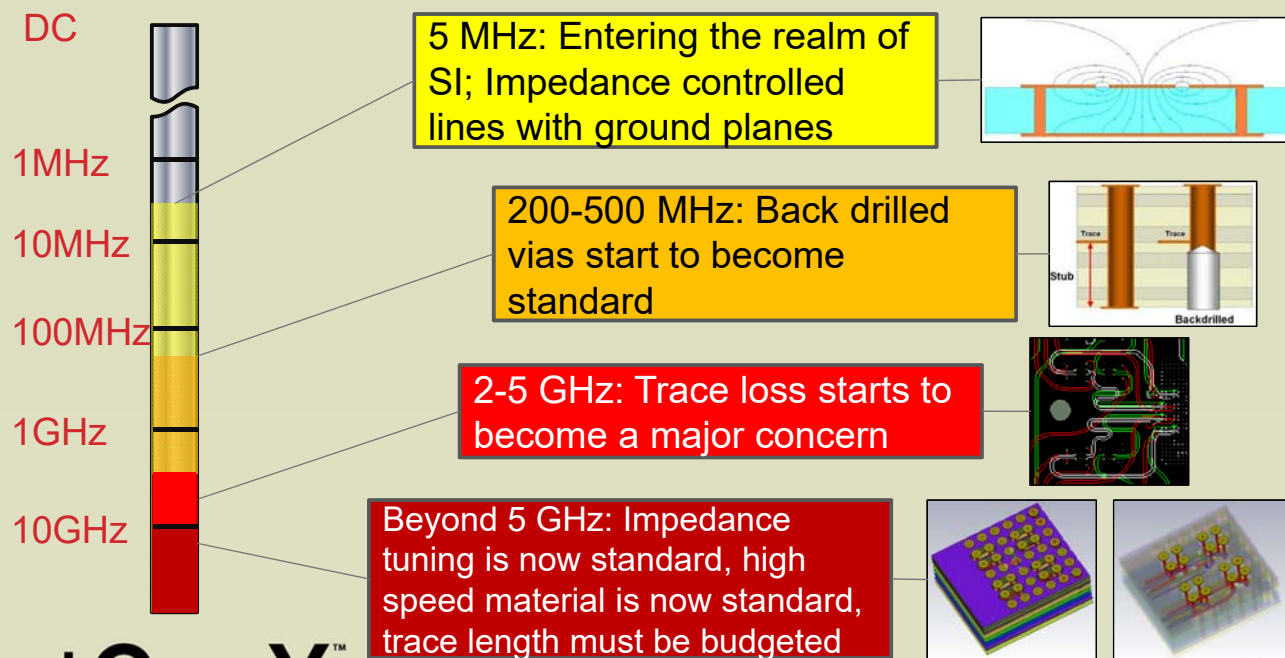 DC
1MHz
10MHz
100MHz
1GHz
10GHz
5 MHz: Entering the realm of
SI; Impedance controlled
lines with ground planes
200-500 MHz: Back drilled
vias start to become
standard
Trace
Trace
Stub
Backdrilled
2-5 GHz: Trace loss starts to
become a major concern
Beyond 5 GHz: Impedance
tuning is now standard, high
speed material is now standard,
trace length must be budgeted